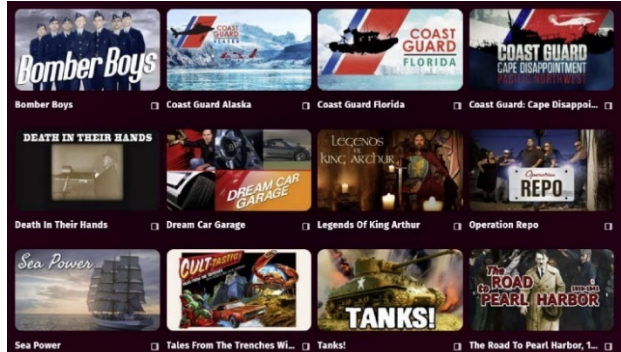 Bomber Boys
COAST
GUARD
ALASKA
COAST
GUARD
FLORIDA
COAST GUARD
CAPE DISAPPOINTMENT
PACIFIC NORTHWEST
Bomber Boys
Coast Guard Alaska
Coast Guard Florida
Coast Guard: Cape Disappoi...
DEATH IN THEIR HANDS
DREAM CAR
GARAGE
LEGENDS
OF
KING ARTHUR
Operation
REPO
Death In Their Hands
Dream Car Garage
Legends Of King Arthur
Operation Repo
Sea Power
CULT-TASTIC!
TANKS!
The
ROAD
to
PEARL HARBOR
Sea Power
Tales From The Trenches Wi...
Tanks!
The Road To Pearl Harbor, 1...